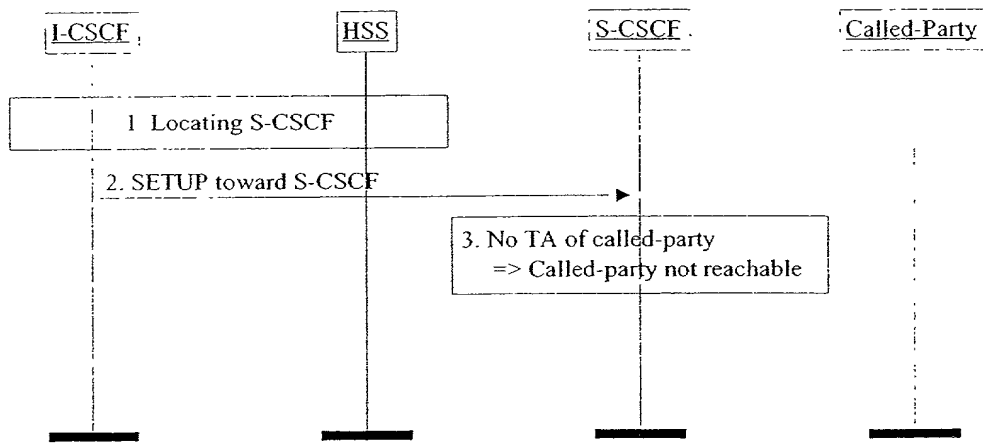 I-CSCF
HSS
S-CSCF
Called-Party
1 Locating S-CSCF
2. SETUP toward S-CSCF
3. No TA of called-party
=> Called-party not reachable